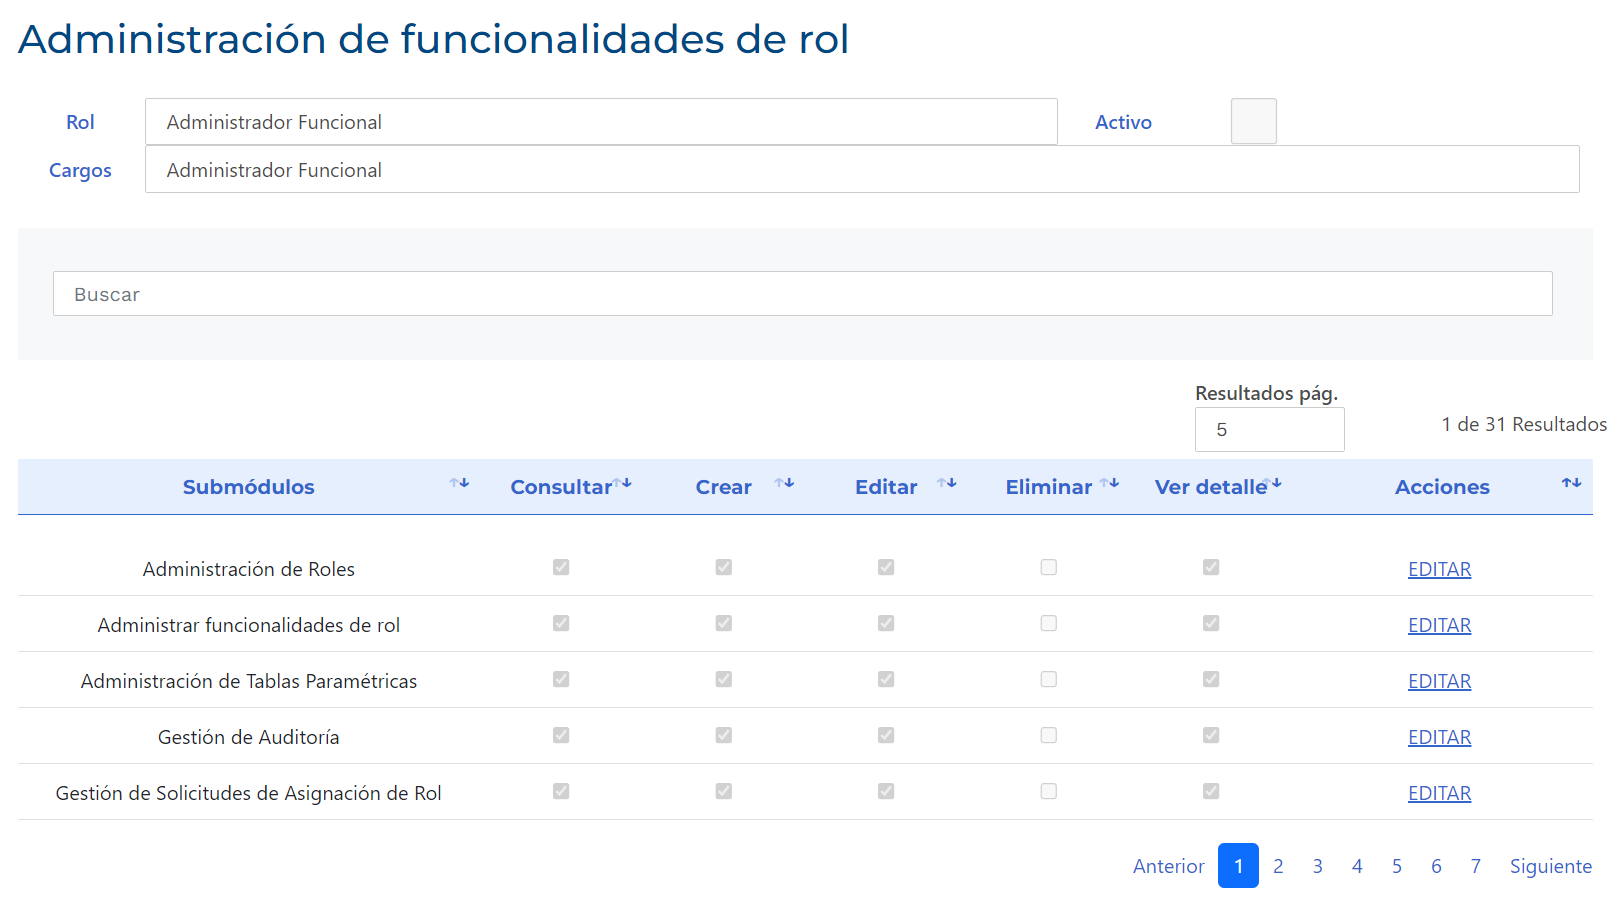 Administración de funcionalidades de rol
Rol Administrador Funcional Activo
Cargos Administrador Funcional
Buscar
Resultados pág.
5
1 de 31 Resultados
Submódulos Consultar Crear Editar Eliminar Ver detalle Acciones
Administración de Roles EDITAR
Administrar funcionalidades de rol EDITAR
Administración de Tablas Paramétricas EDITAR
Gestión de Auditoría EDITAR
Gestión de Solicitudes de Asignación de Rol EDITAR
Anterior 1 2 3 4 5 6 7 Siguiente